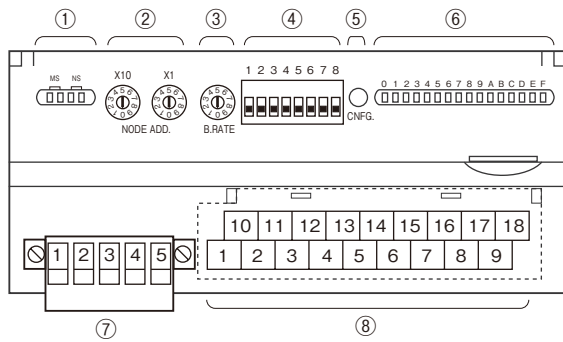 ① ② ③ ④ ⑤ ⑥
MS NS
X10 X1
NODE ADD.
B.RATE
1 2 3 4 5 6 7 8
CNFG.
0 1 2 3 4 5 6 7 8 9 A B C D E F
10 11 12 13 14 15 16 17 18
1 2 3 4 5 6 7 8 9
1 2 3 4 5
⑦ ⑧